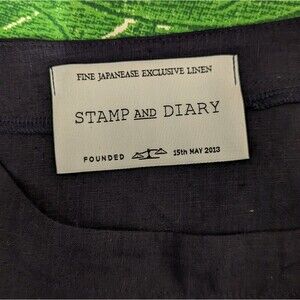 FINE JAPANEASE EXCLUSIVE LINEN
STAMP AND DIARY
FOUNDED 15th MAY 2013